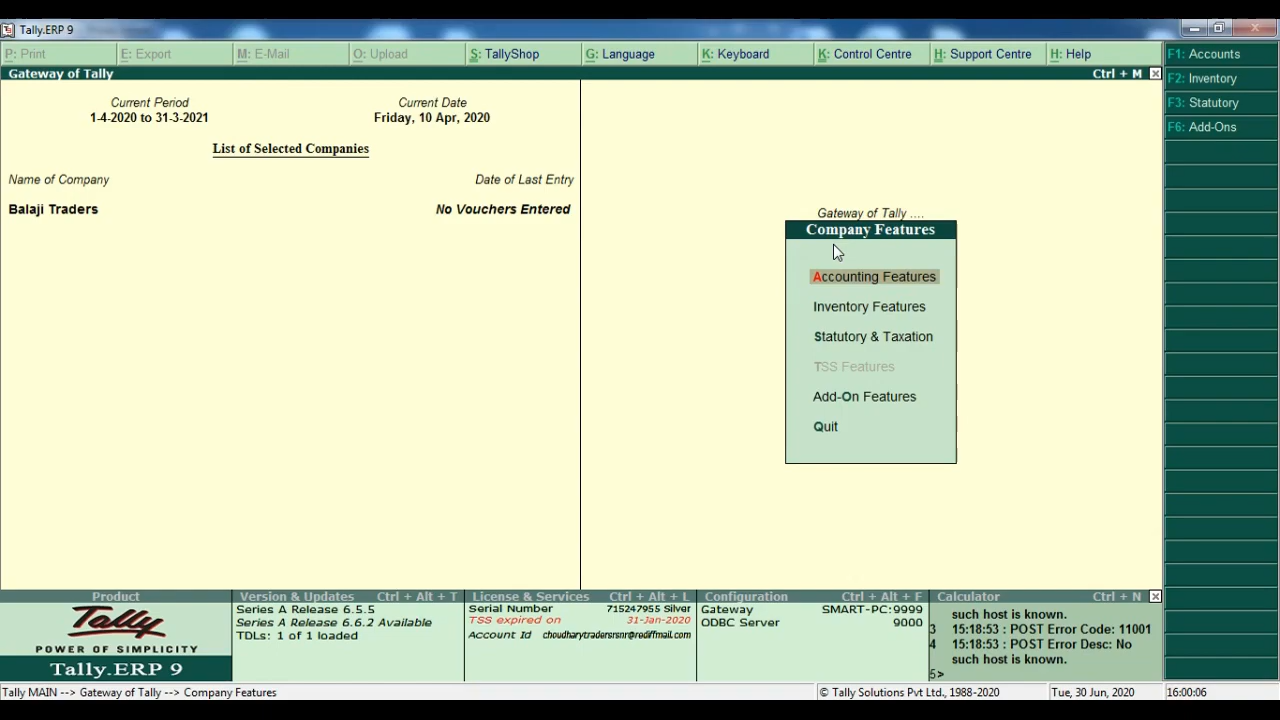 Tally.ERP 9
P: Print E: Export M: E-Mail O: Upload S: TallyShop G: Language K: Keyboard K: Control Centre H: Support Centre H: Help
Gateway of Tally Ctrl + M
F1: Accounts
F2: Inventory
F3: Statutory
F6: Add-Ons
Current Period Current Date
1-4-2020 to 31-3-2021 Friday, 10 Apr, 2020
List of Selected Companies
Name of Company Date of Last Entry
Balaji Traders No Vouchers Entered
Gateway of Tally ....
Company Features
Accounting Features
Inventory Features
Statutory & Taxation
TSS Features
Add-On Features
Quit
Product
Tally
POWER OF SIMPLICITY
Tally.ERP 9
Version & Updates Ctrl + Alt + T
Series A Release 6.5.5
Series A Release 6.6.2 Available
TDLs: 1 of 1 loaded
License & Services Ctrl + Alt + L
Serial Number 715247955 Silver
TSS expired on 31-Jan-2020
Account Id choudharytradersrsnr@rediffmail.com
Configuration Ctrl + Alt + F
Gateway SMART-PC:9999
ODBC Server 9000
Calculator Ctrl + N
such host is known.
3 15:18:53 : POST Error Code: 11001
4 15:18:53 : POST Error Desc: No
such host is known.
5>
Tally MAIN --> Gateway of Tally --> Company Features © Tally Solutions Pvt Ltd., 1988-2020 Tue, 30 Jun, 2020 16:00:06